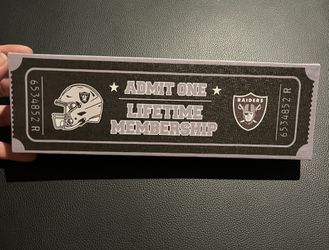 ADMIT ONE
LIFETIME
MEMBERSHIP
6534852 R
RAIDERS
6534852 R